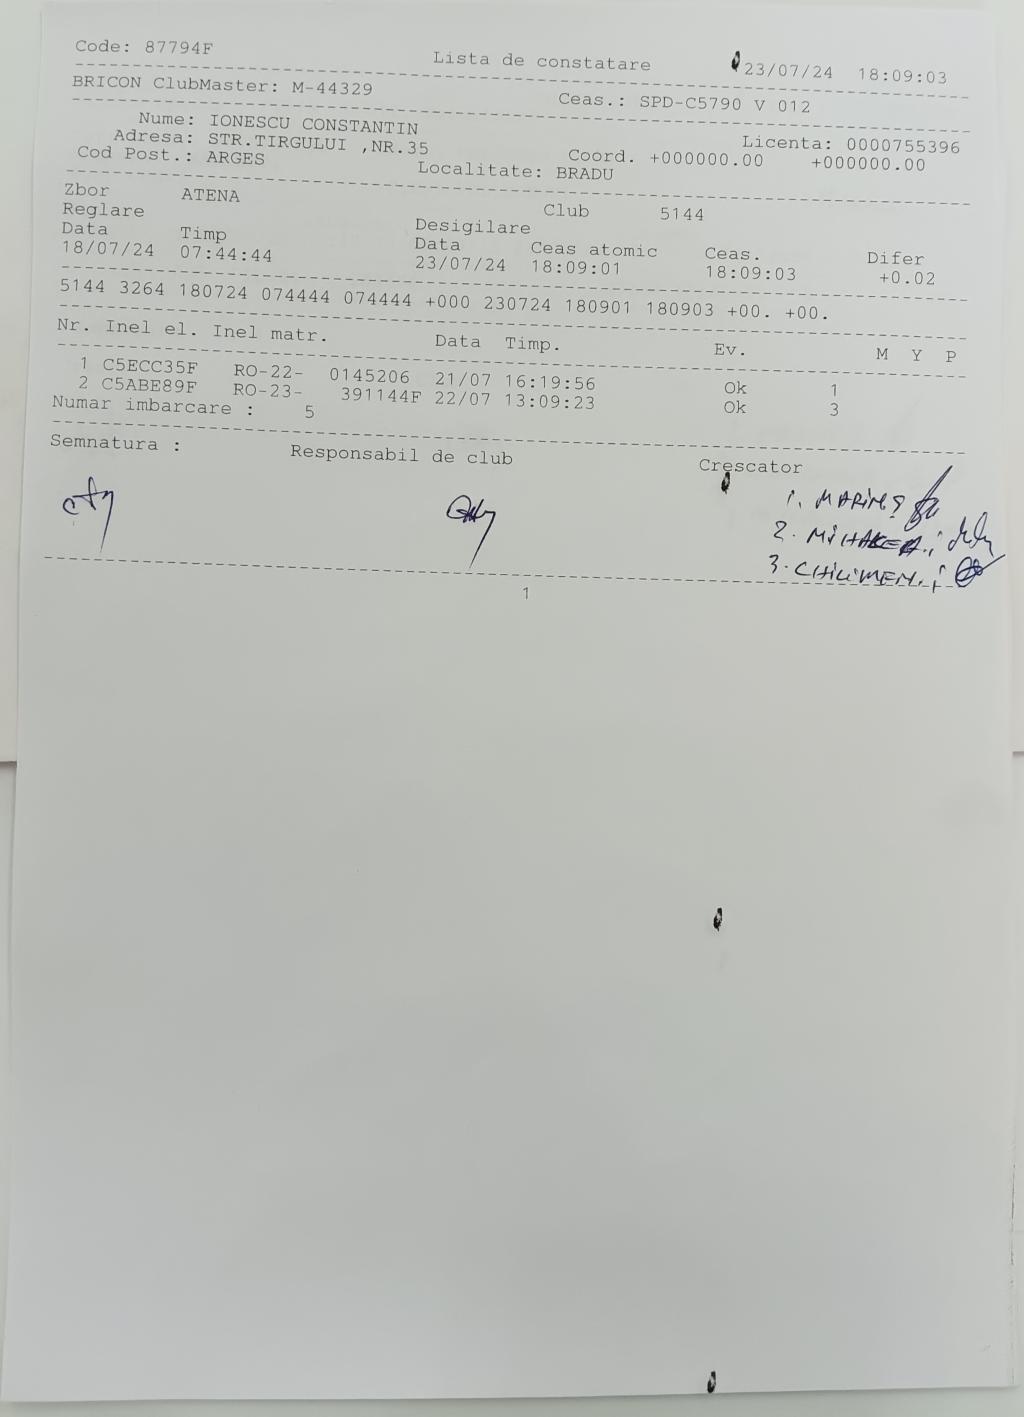 Code: 87794F Lista de constatare 23/07/24 18:09:03
BRICON ClubMaster: M-44329 Ceas.: SPD-C5790 V 012
Nume: IONESCU CONSTANTIN Licenta: 0000755396
Adresa: STR.TIRGULUI ,NR.35 Coord. +000000.00 +000000.00
Cod Post.: ARGES Localitate: BRADU
Zbor ATENA Club 5144
Reglare Desigilare
Data Timp Data Ceas atomic Ceas. Difer
18/07/24 07:44:44 23/07/24 18:09:01 18:09:03 +0.02
5144 3264 180724 074444 074444 +000 230724 180901 180903 +00. +00.
Nr. Inel el. Inel matr. Data Timp. Ev. M Y P
1 C5ECC35F RO-22- 0145206 21/07 16:19:56 Ok 1
2 C5ABE89F RO-23- 391144F 22/07 13:09:23 Ok 3
Numar imbarcare : 5
Semnatura : Responsabil de club Crescator
1.
2.
3.
1